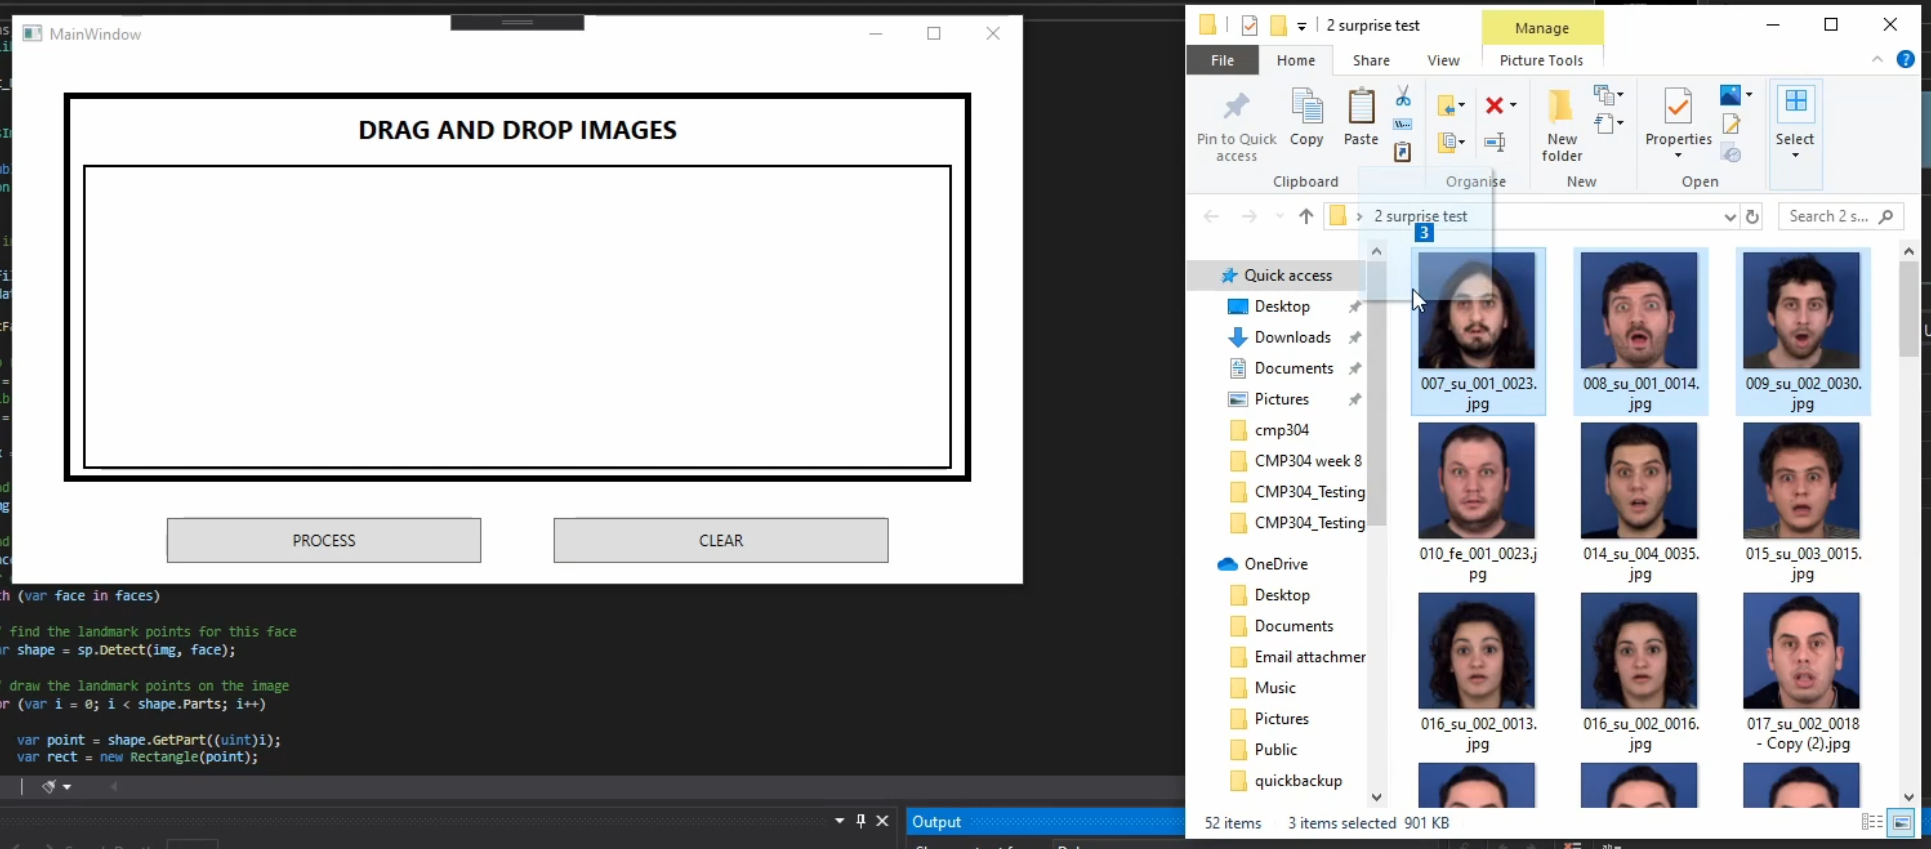 MainWindow
DRAG AND DROP IMAGES
PROCESS
CLEAR
(var face in faces)
find the landmark points for this face
shape = sp.Detect(img, face);
draw the landmark points on the image
(var i = 0; i < shape.Parts; i++)
var point = shape.GetPart((uint)i);
var rect = new Rectangle(point);
Output
2 surprise test
Manage
File
Home
Share
View
Picture Tools
Pin to Quick
access
Copy
Paste
New
folder
Properties
Select
Clipboard
Organise
New
Open
2 surprise test
Search 2 s...
3
Quick access
Desktop
Downloads
Documents
Pictures
cmp304
CMP304 week 8
CMP304_Testing
CMP304_Testing
OneDrive
Desktop
Documents
Email attachmer
Music
Pictures
Public
quickbackup
007_su_001_0023.
jpg
008_su_001_0014.
jpg
009_su_002_0030.
jpg
010_fe_001_0023.j
pg
014_su_004_0035.
jpg
015_su_003_0015.
jpg
016_su_002_0013.
jpg
016_su_002_0016.
jpg
017_su_002_0018
- Copy (2).jpg
52 items
3 items selected 901 KB